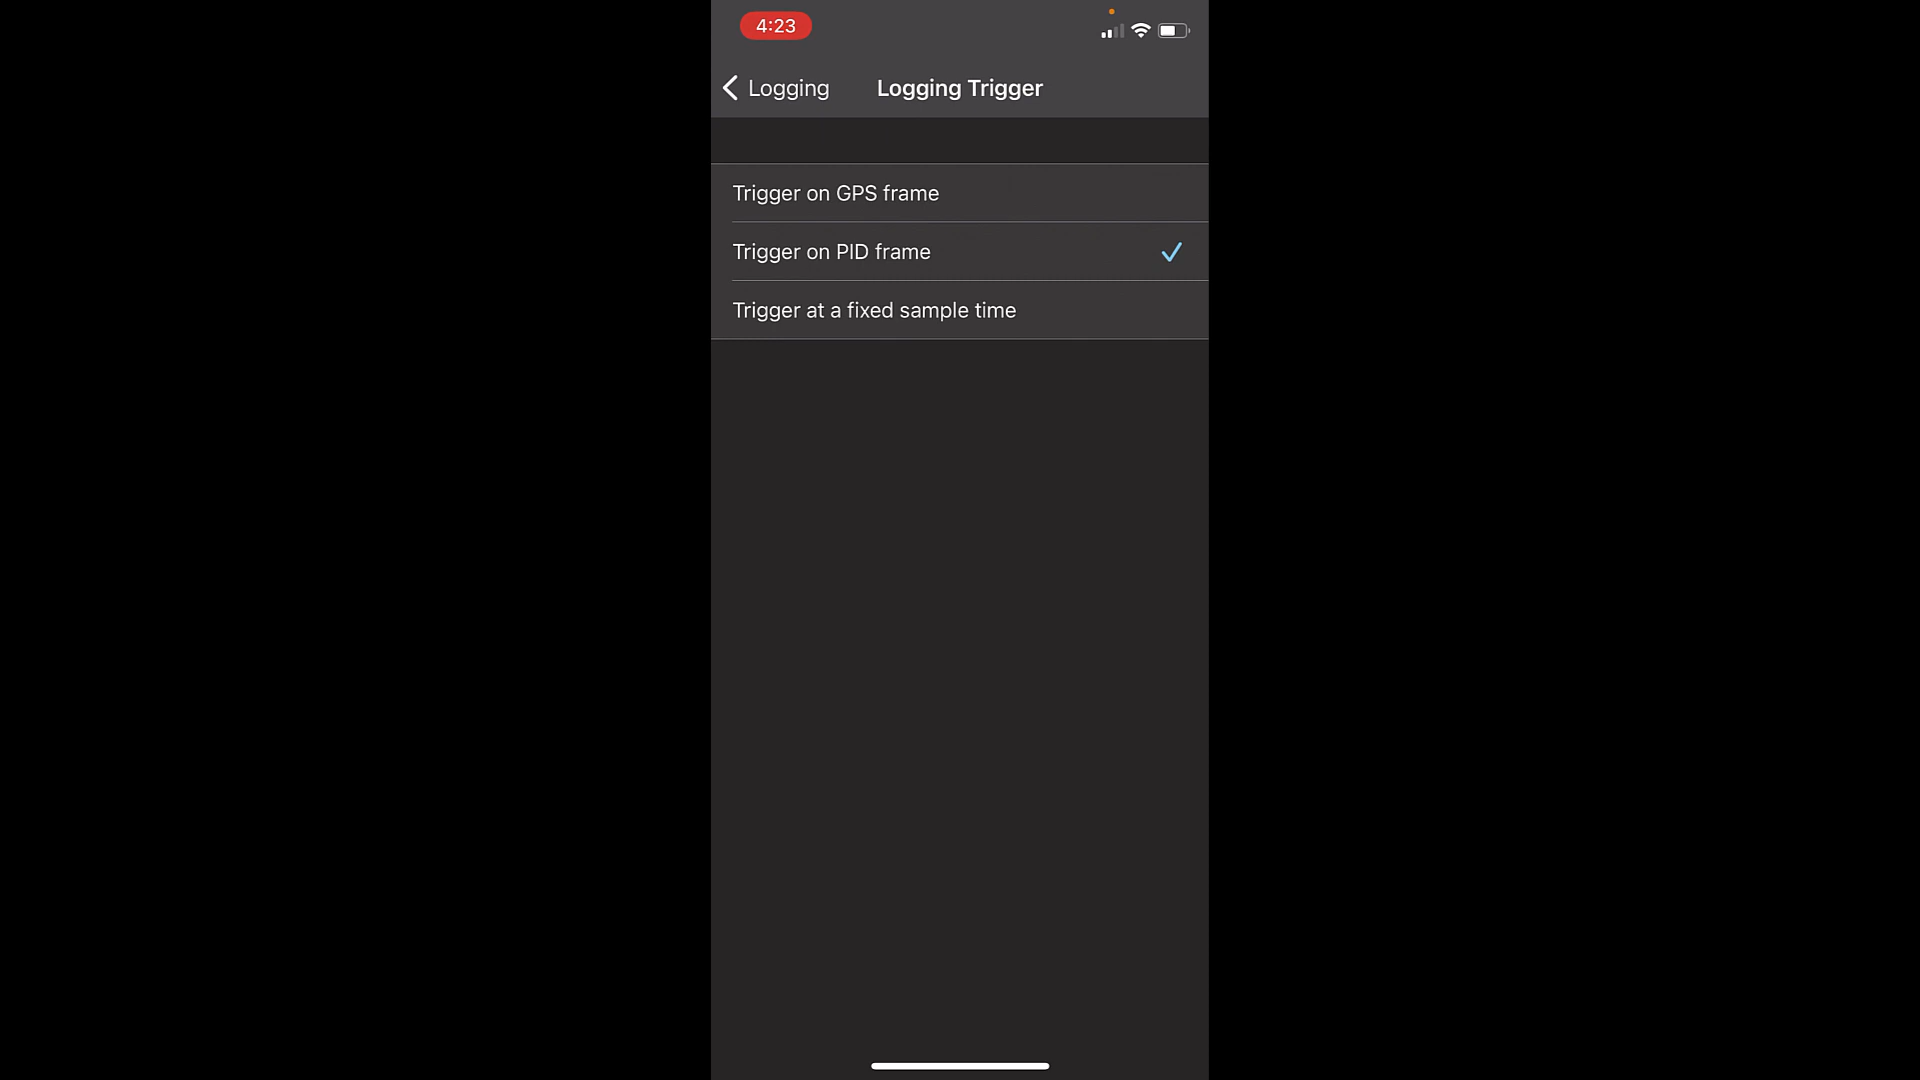 4:23
Logging
Logging Trigger
Trigger on GPS frame
Trigger on PID frame
Trigger at a fixed sample time